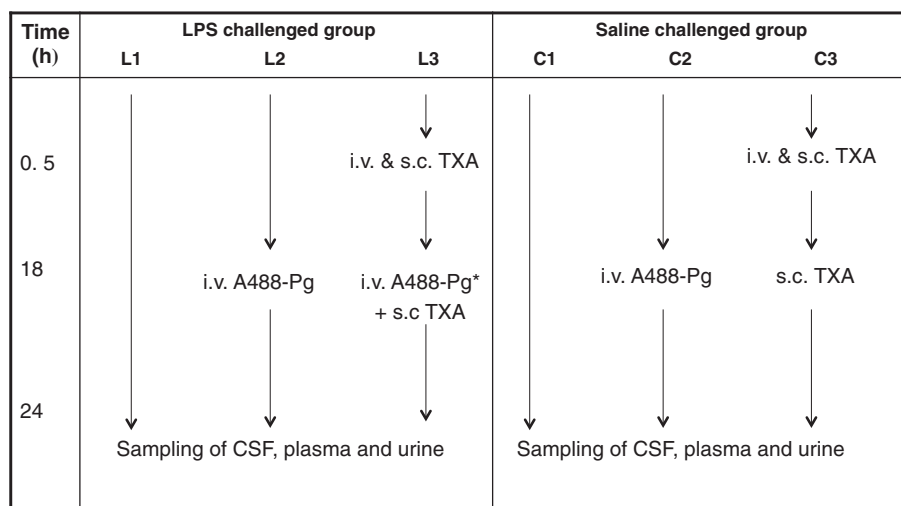 Time (h)
LPS challenged group
Saline challenged group
L1
L2
L3
C1
C2
C3
0. 5
i.v. & s.c. TXA
i.v. & s.c. TXA
18
i.v. A488-Pg
i.v. A488-Pg*
+ s.c TXA
i.v. A488-Pg
s.c. TXA
24
Sampling of CSF, plasma and urine
Sampling of CSF, plasma and urine